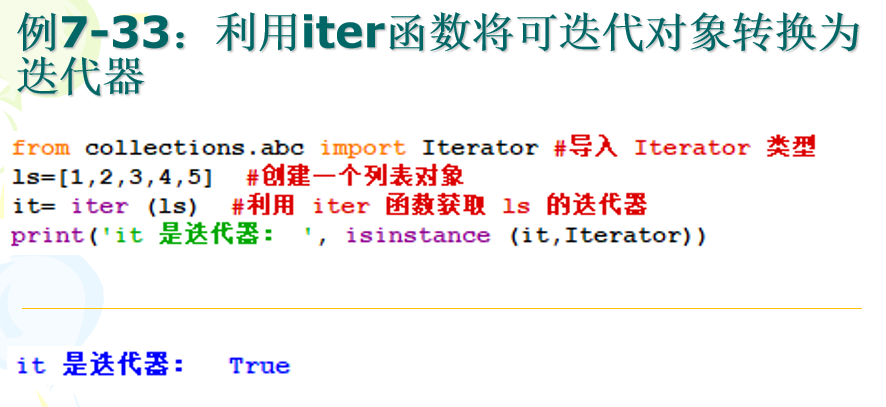 例7-33：利用iter函数将可迭代对象转换为
迭代器
from collections.abc import Iterator #导入 Iterator 类型
ls=[1,2,3,4,5]  #创建一个列表对象
it= iter (ls)  #利用 iter 函数获取 ls 的迭代器
print('it 是迭代器： ', isinstance (it,Iterator))
it 是迭代器：  True